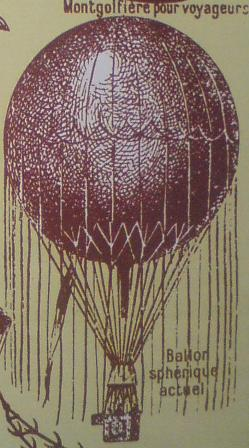 Montgolfière pour voyageurs
Ballon
sphérique
actuel